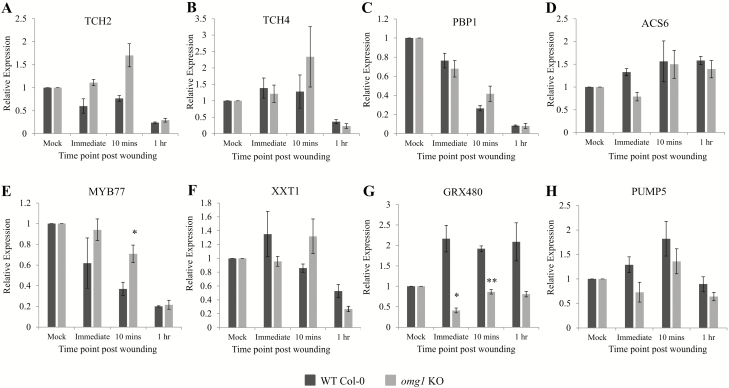 A
TCH2
Relative Expression
2.5
2
1.5
1
0.5
0
Mock Immediate 10 mins 1 hr
Time point post wounding
B
TCH4
Relative Expression
4
3.5
3
2.5
2
1.5
1
0.5
0
Mock Immediate 10 mins 1 hr
Time point post wounding
C
PBP1
Relative Expression
1.2
1
0.8
0.6
0.4
0.2
0
Mock Immediate 10 mins 1 hr
Time point post wounding
D
ACS6
Relative Expression
2.5
2
1.5
1
0.5
0
Mock Immediate 10 mins 1 hr
Time point post wounding
E
MYB77
Relative Expression
1.2
1
0.8
0.6
0.4
0.2
0
*
Mock Immediate 10 mins 1 hr
Time point post wounding
F
XXT1
Relative Expression
1.8
1.6
1.4
1.2
1
0.8
0.6
0.4
0.2
0
Mock Immediate 10 mins 1 hr
Time point post wounding
G
GRX480
Relative Expression
3
2.5
2
1.5
1
0.5
0
* **
Mock Immediate 10 mins 1 hr
Time point post wounding
H
PUMP5
Relative Expression
2.5
2
1.5
1
0.5
0
Mock Immediate 10 mins 1 hr
Time point post wounding
WT Col-0 omg1 KO